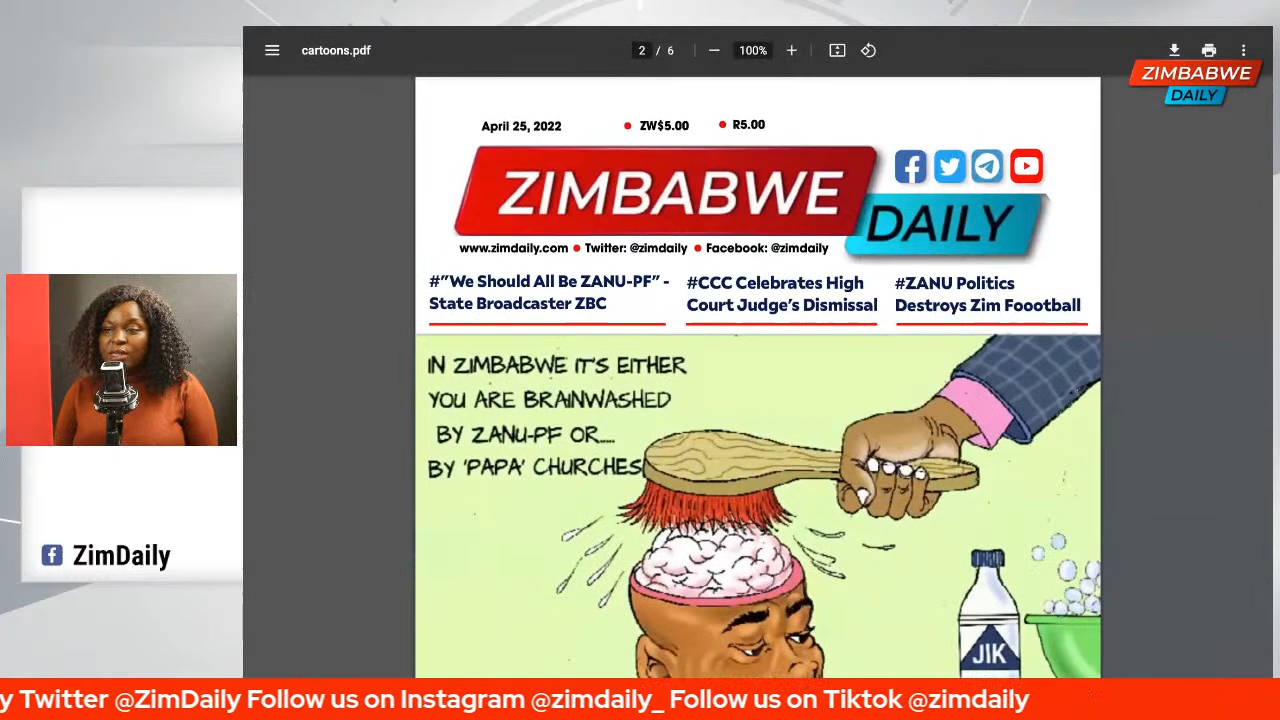 cartoons.pdf
2 / 6
100%
ZIMBABWE
DAILY
April 25, 2022 ● ZW$5.00 ● R5.00
ZIMBABWE
DAILY
www.zimdaily.com ● Twitter: @zimdaily ● Facebook: @zimdaily
#"We Should All Be ZANU-PF" -
State Broadcaster ZBC
#CCC Celebrates High
Court Judge's Dismissal
#ZANU Politics
Destroys Zim Foootball
IN ZIMBABWE IT'S EITHER
YOU ARE BRAINWASHED
BY ZANU-PF OR....
BY 'PAPA' CHURCHES
JIK
ZimDaily
y Twitter @ZimDaily Follow us on Instagram @zimdaily_ Follow us on Tiktok @zimdaily